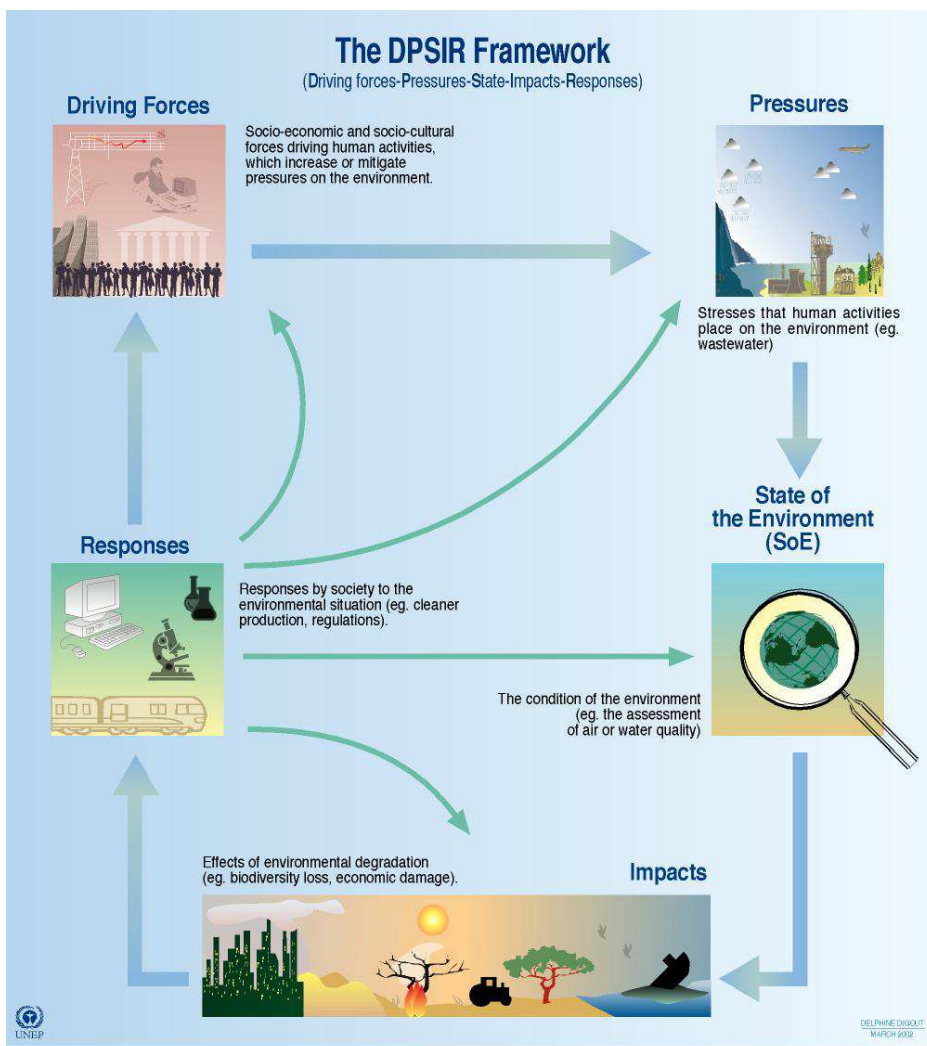 The DPSIR Framework
(Driving forces-Pressures-State-Impacts-Responses)
Driving Forces
Socio-economic and socio-cultural
forces driving human activities,
which increase or mitigate
pressures on the environment.
Pressures
Stresses that human activities
place on the environment (eg.
wastewater)
State of
the Environment
(SoE)
Responses
Responses by society to the
environmental situation (eg. cleaner
production, regulations).
The condition of the environment
(eg. the assessment
of air or water quality)
Effects of environmental degradation
(eg. biodiversity loss, economic damage).
Impacts
UNEP
DELPHINE DIGOUT
MARCH 2002